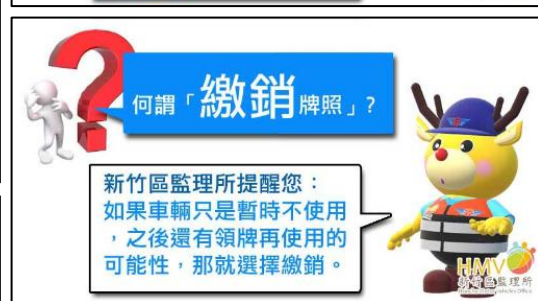 何謂「繳銷牌照」?
新竹區監理所提醒您：
如果車輛只是暫時不使用
，之後還有領牌再使用的
可能性，那就選擇繳銷。
HMVO
新竹區監理所